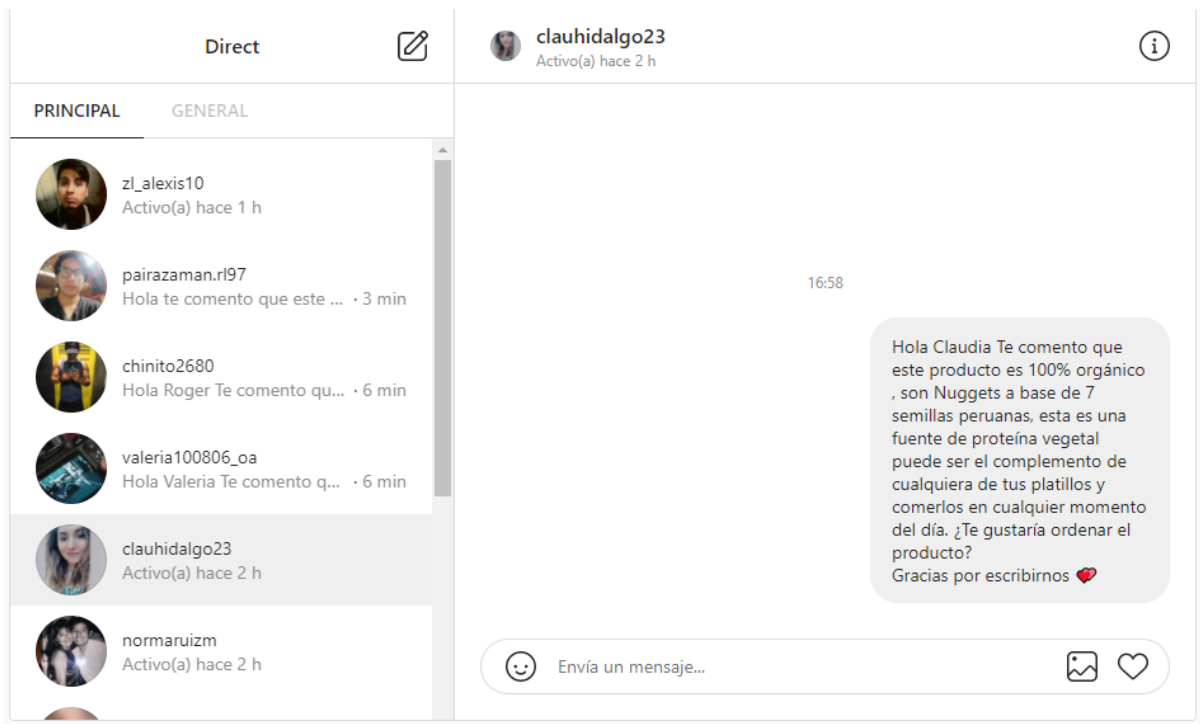 Direct
PRINCIPAL
GENERAL
zl_alexis10
Activo(a) hace 1 h
pairazaman.rl97
Hola te comento que este ... · 3 min
chinito2680
Hola Roger Te comento qu... · 6 min
valeria100806_oa
Hola Valeria Te comento q... · 6 min
clauhidalgo23
Activo(a) hace 2 h
normaruizm
Activo(a) hace 2 h
clauhidalgo23
Activo(a) hace 2 h
16:58
Hola Claudia Te comento que
este producto es 100% orgánico
, son Nuggets a base de 7
semillas peruanas, esta es una
fuente de proteína vegetal
puede ser el complemento de
cualquiera de tus platillos y
comerlos en cualquier momento
del día. ¿Te gustaría ordenar el
producto?
Gracias por escribirnos 💕
Envía un mensaje...